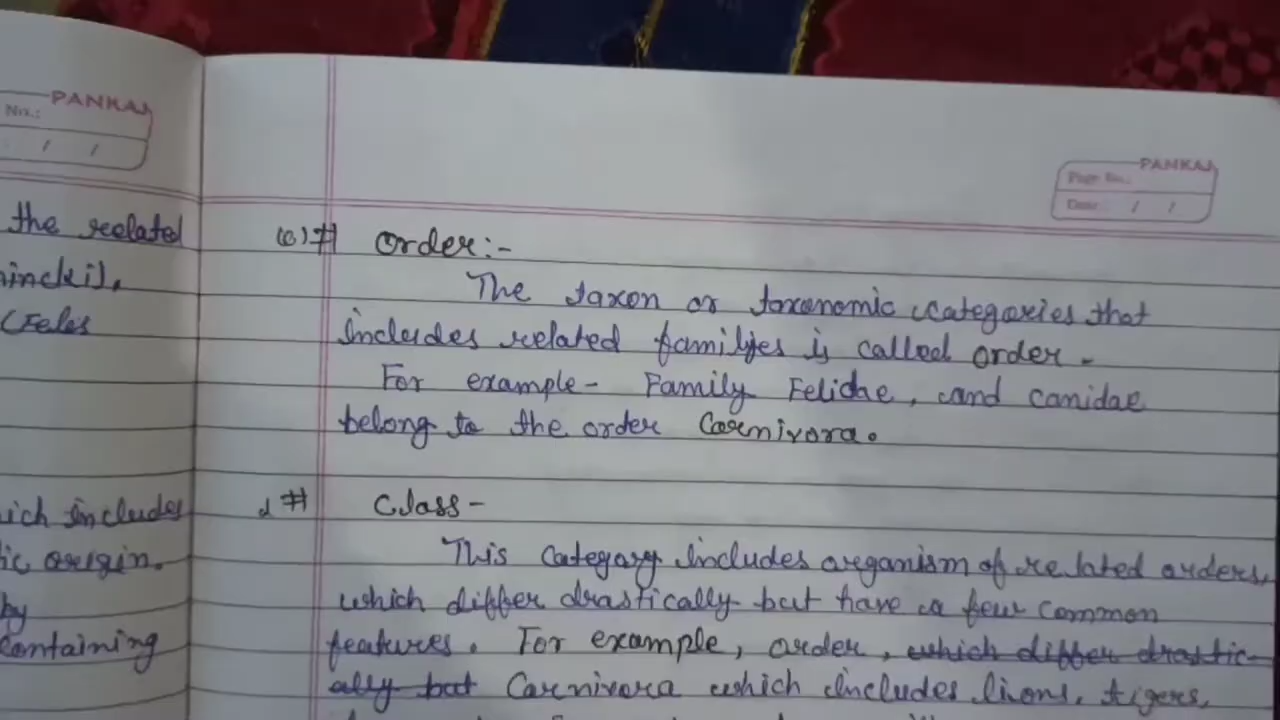 PANKAJ
No.:
/ /
the related
(Feles
ich includes
ic origin.
by
containing
PANKAJ
Page No.:
Date: / /
(c) # Order:-
The taxon or taxonomic categories that
includes related families is called order -
For example - Family Felidae, and canidae
belong to the order Carnivora.
d # Class -
This category includes organism of related orders,
which differ drastically but have a few common
features. For example, order, which differ drastic-
ally but Carnivora which includes lions, tigers,